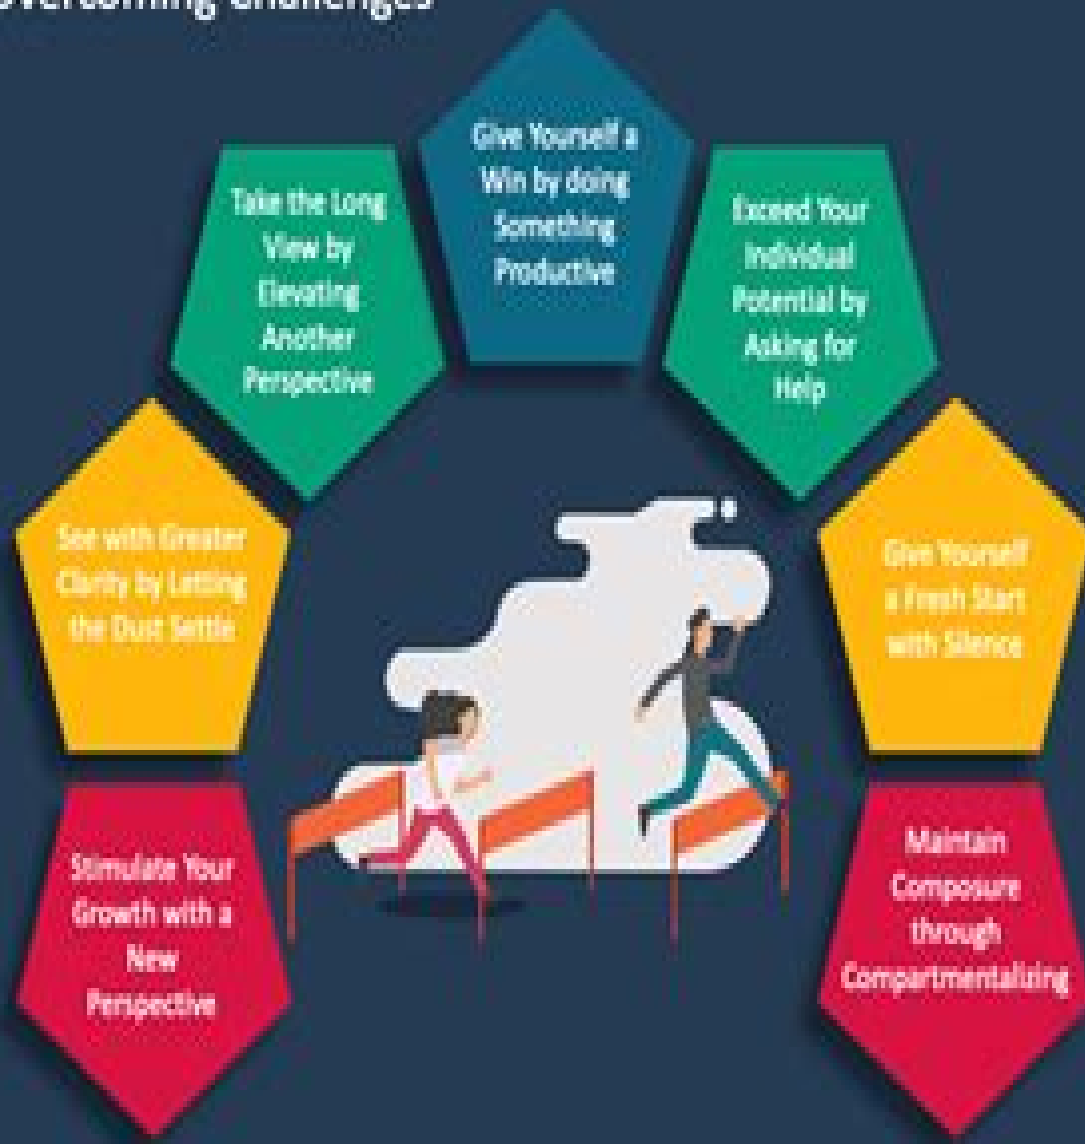 Overcoming Challenges
Give Yourself a
Win by doing
Something
Productive
Take the Long
View by
Elevating
Another
Perspective
Exceed Your
Individual
Potential by
Asking for
Help
See with Greater
Clarity by Letting
the Dust Settle
Give Yourself
a Fresh Start
with Silence
Stimulate Your
Growth with a
New
Perspective
Maintain
Composure
through
Compartmentalizing